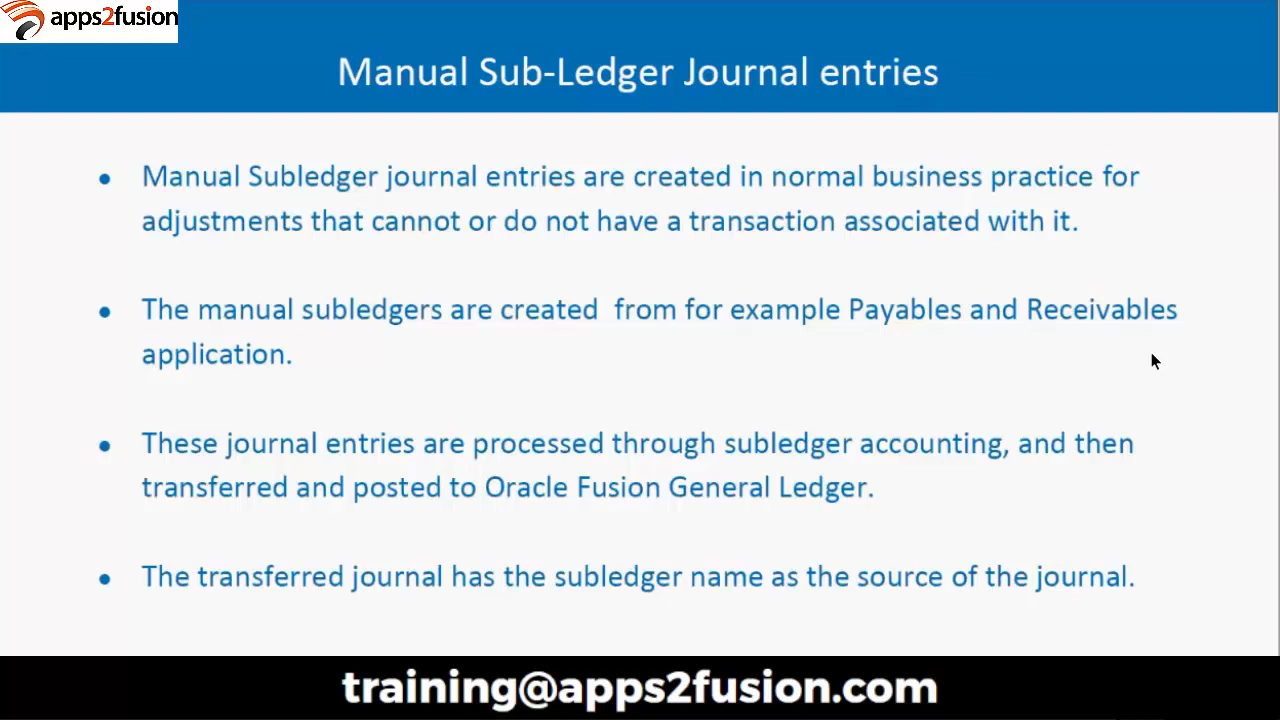 apps2fusion
Manual Sub-Ledger Journal entries
• Manual Subledger journal entries are created in normal business practice for
adjustments that cannot or do not have a transaction associated with it.
• The manual subledgers are created  from for example Payables and Receivables
application.
• These journal entries are processed through subledger accounting, and then
transferred and posted to Oracle Fusion General Ledger.
• The transferred journal has the subledger name as the source of the journal.
training@apps2fusion.com